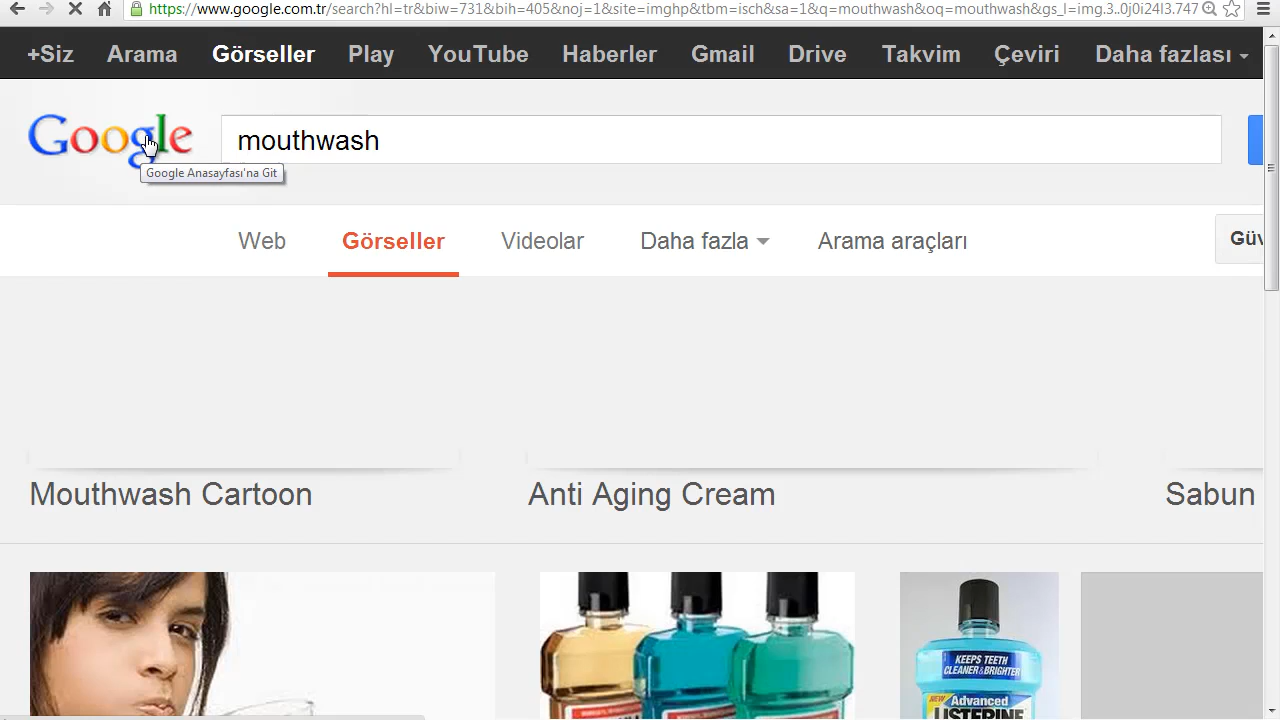 https://www.google.com.tr/search?hl=tr&biw=731&bih=405&noj=1&site=imghp&tbm=isch&sa=1&q=mouthwash&oq=mouthwash&gs_l=img.3..0j0i24l3.747
+Siz Arama Görseller Play YouTube Haberler Gmail Drive Takvim Çeviri Daha fazlası
Google mouthwash
Google Anasayfası'na Git
Web Görseller Videolar Daha fazla Arama araçları Güv
Mouthwash Cartoon Anti Aging Cream Sabun
KEEPS TEETH
CLEANER & BRIGHTER
NEW Advanced
LISTERINE